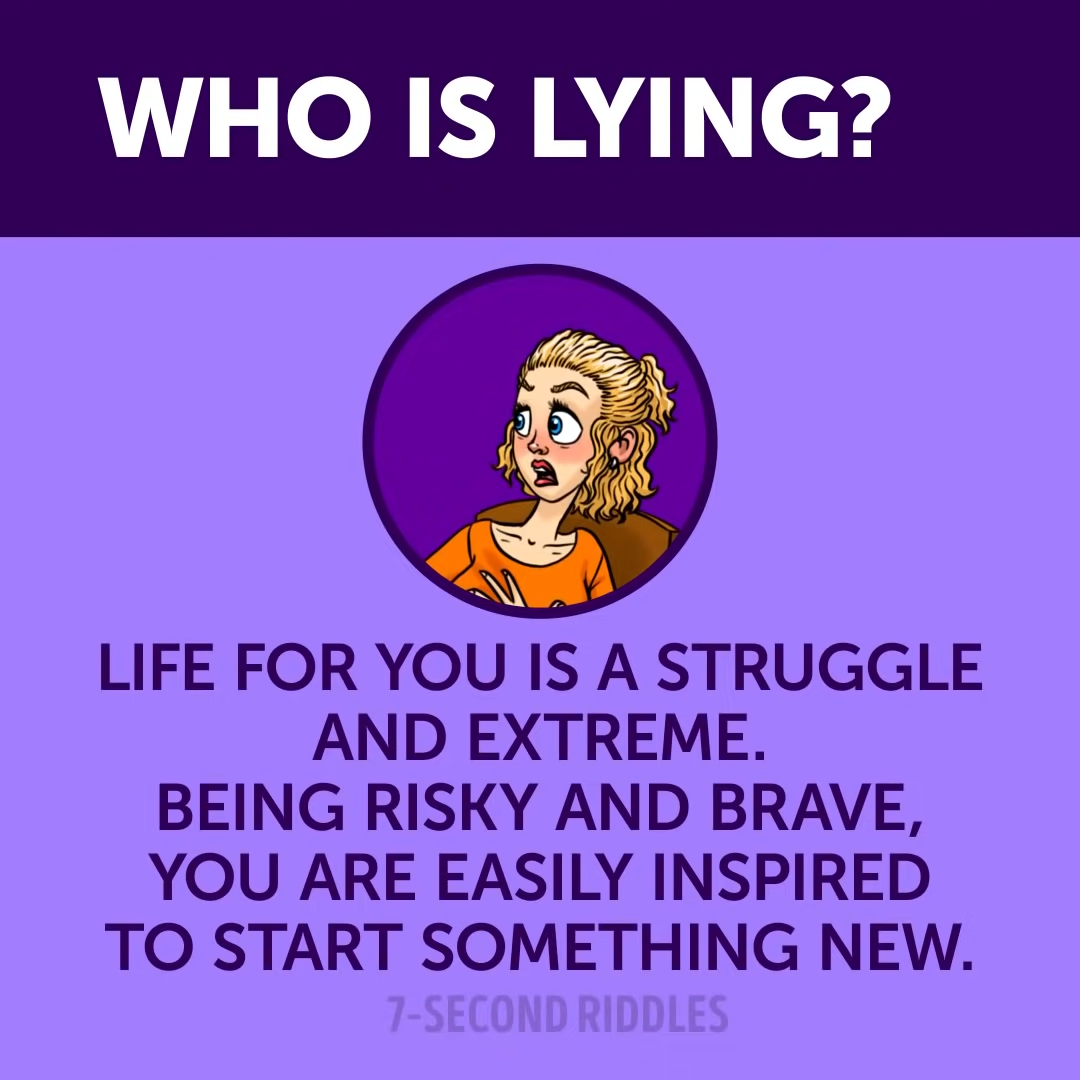 WHO IS LYING?
LIFE FOR YOU IS A STRUGGLE
AND EXTREME.
BEING RISKY AND BRAVE,
YOU ARE EASILY INSPIRED
TO START SOMETHING NEW.
7-SECOND RIDDLES